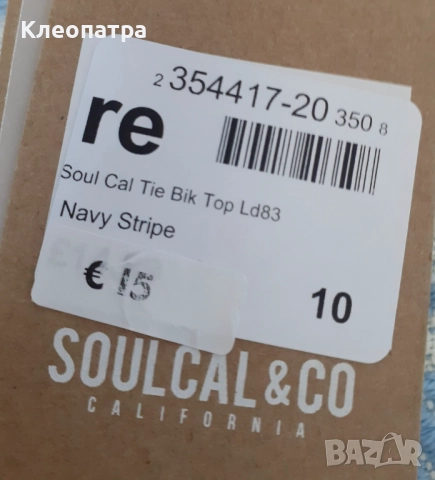 Клеопатра
2 354417-20 350 8
re
Soul Cal Tie Bik Top Ld83
Navy Stripe
€ 15
10
SOULCAL&CO
CALIFORNIA
BAZAR